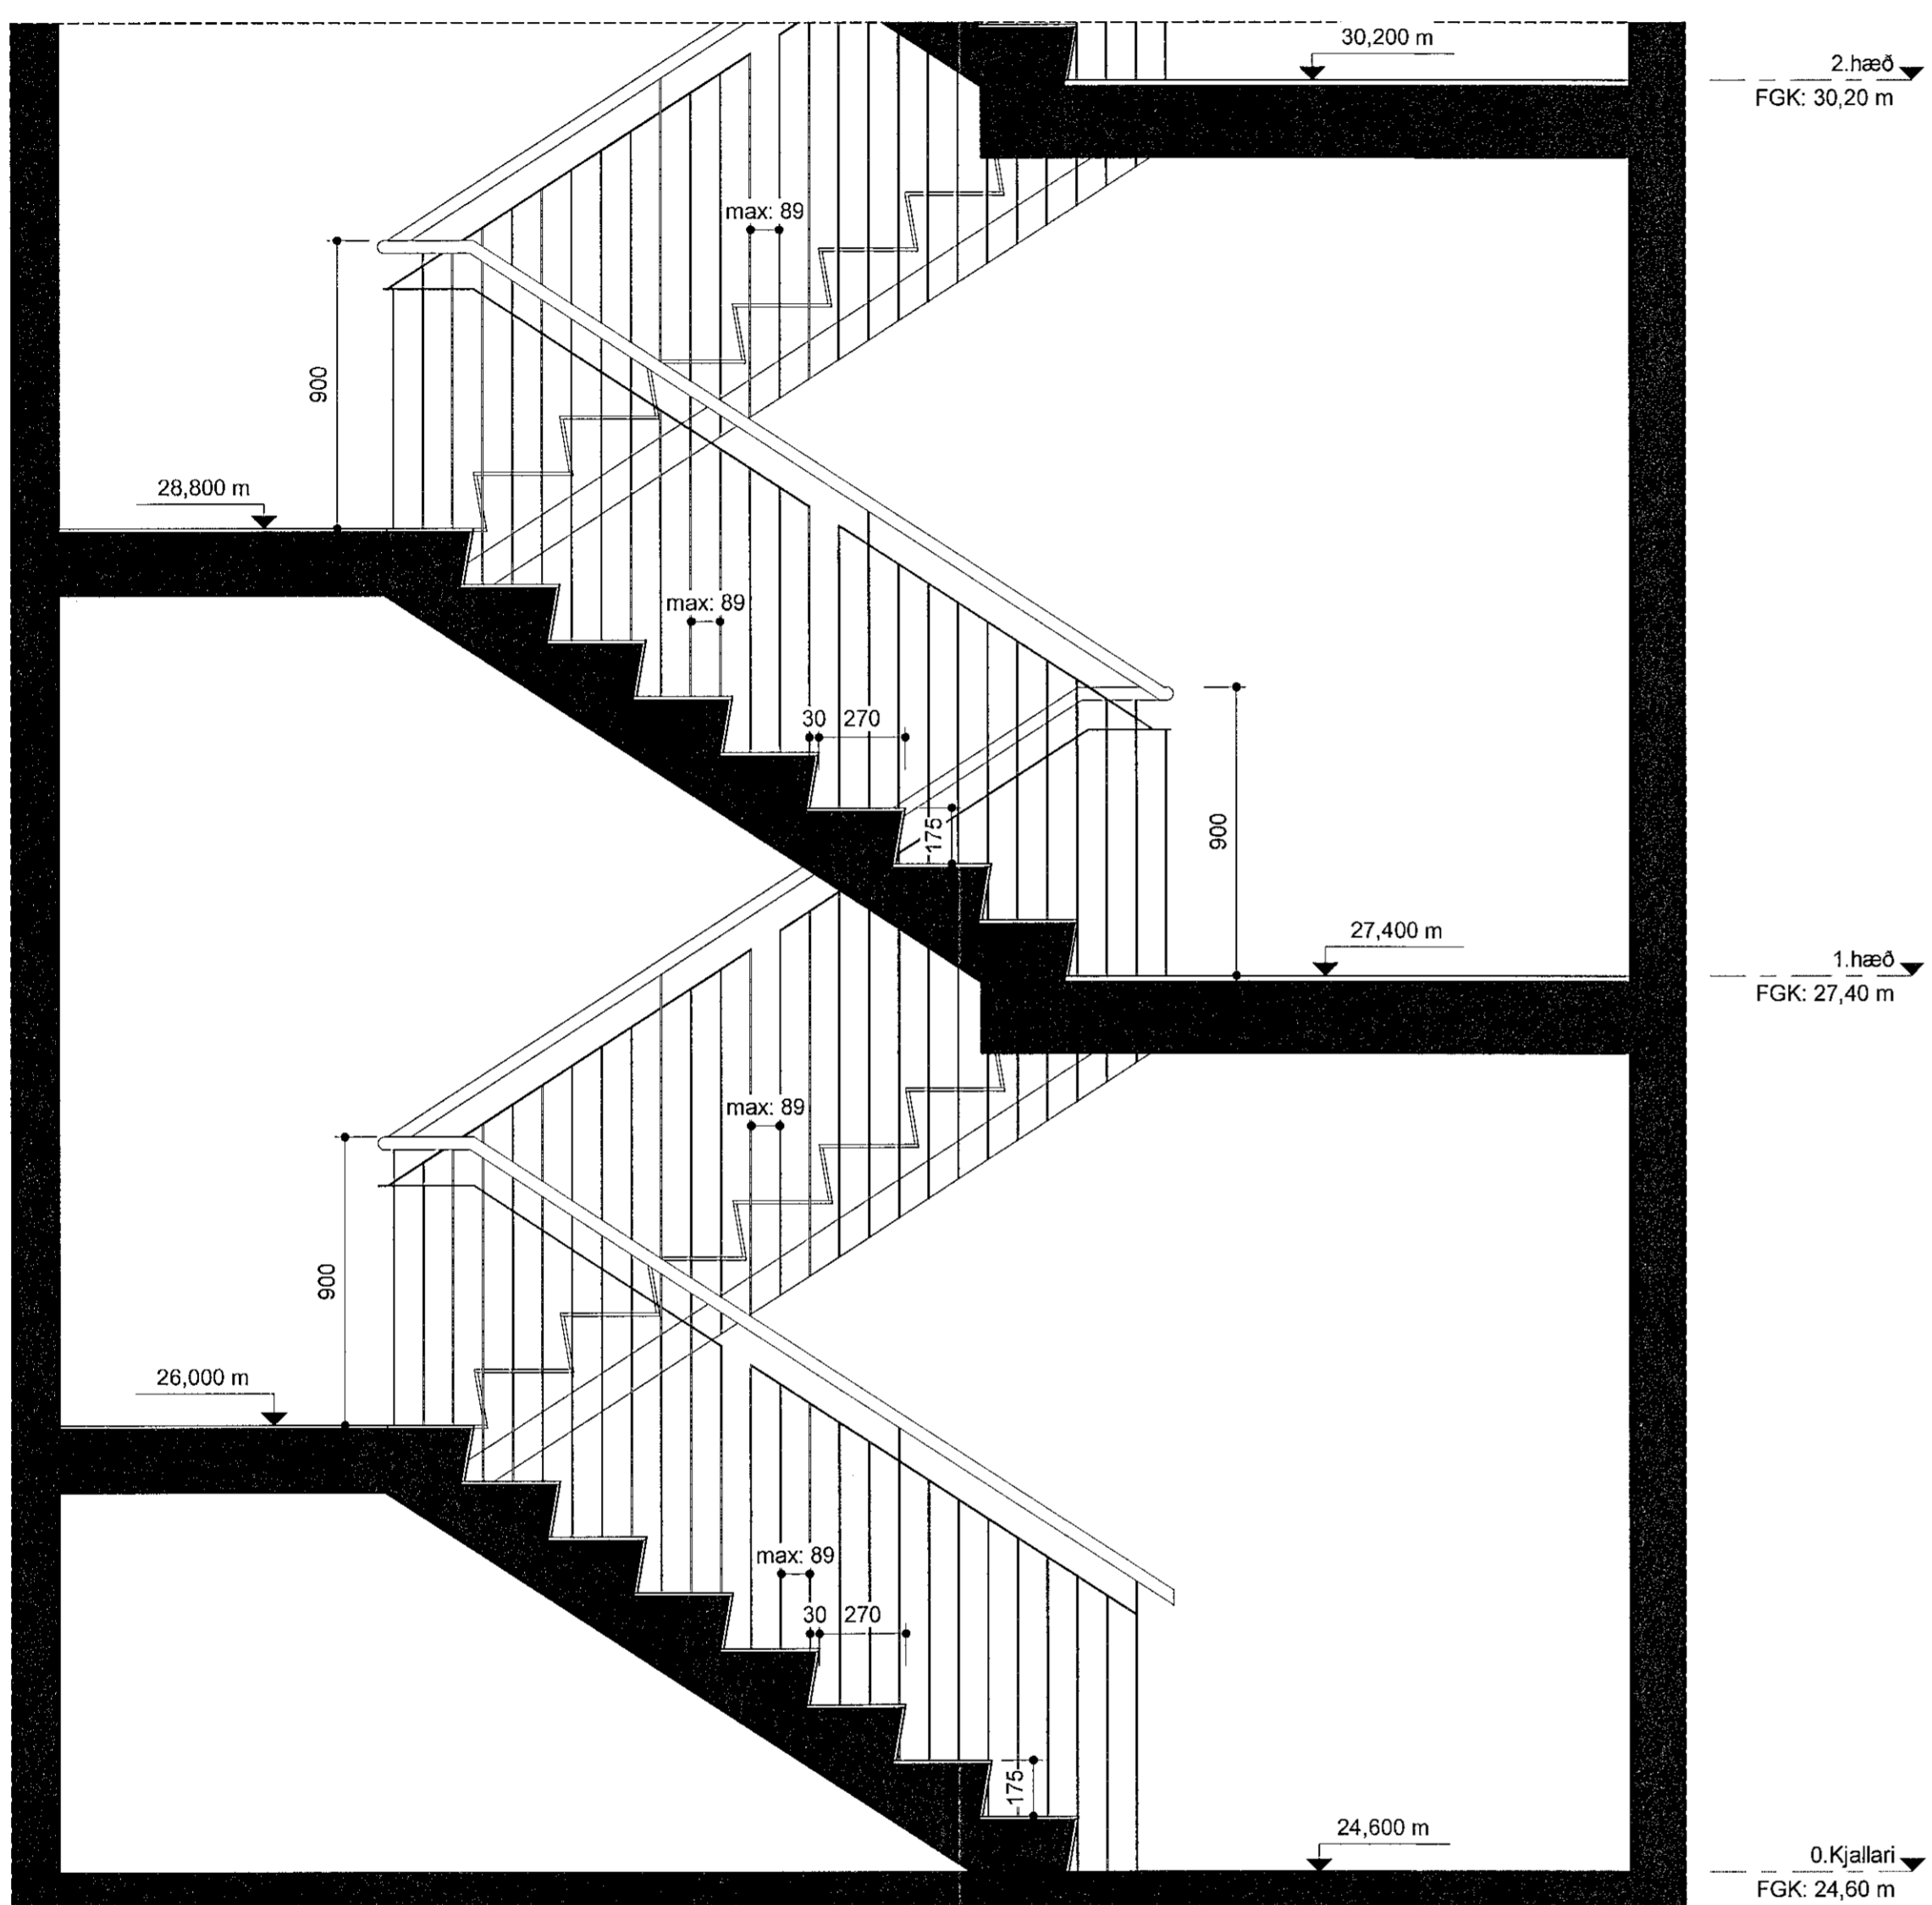 30,200 m
2.hæð
FGK: 30,20 m
max: 89
900
28,800 m
max: 89
30 270
175
900
27,400 m
1.hæð
FGK: 27,40 m
max: 89
900
26,000 m
max: 89
30 270
175
24,600 m
0.Kjallari
FGK: 24,60 m